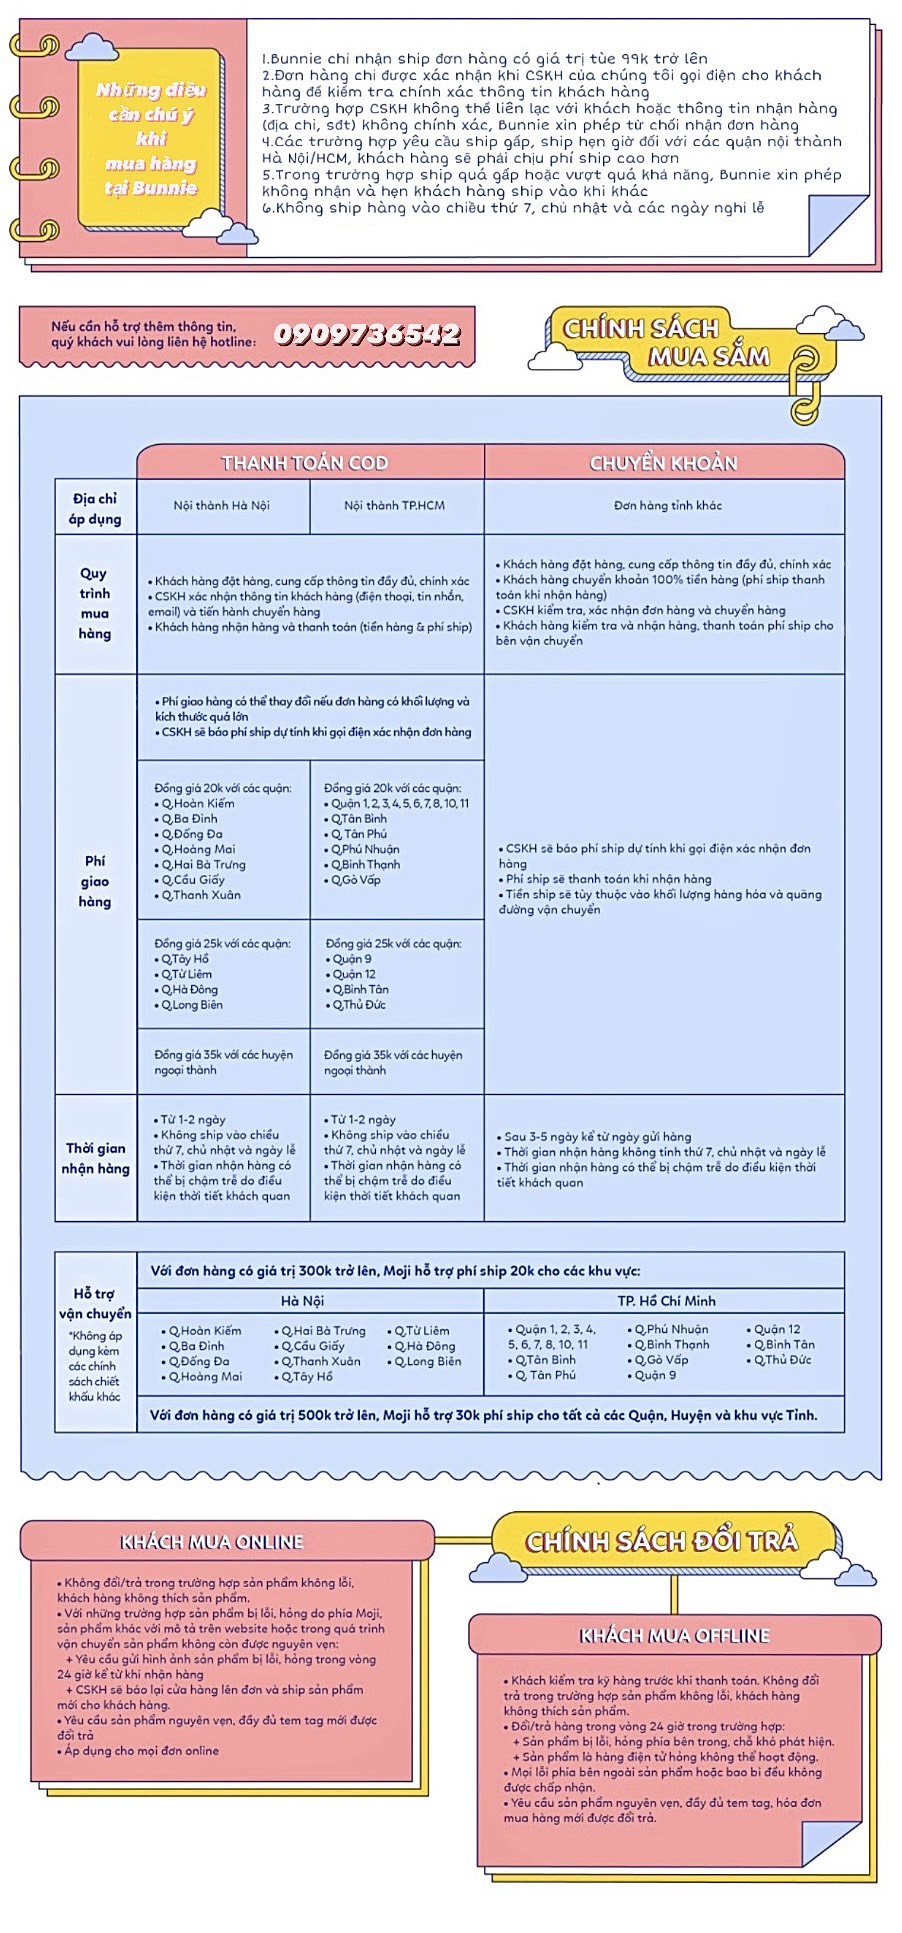 Những điều
cần chú ý
khi
mua hàng
tại Bunnie
1.Bunnie chỉ nhận ship đơn hàng có giá trị từe 99k trở lên
2.Đơn hàng chỉ được xác nhận khi CSKH của chúng tôi gọi điện cho khách
hàng để kiểm tra chính xác thông tin khách hàng
3.Trường hợp CSKH không thể liên lạc với khách hoặc thông tin nhận hàng
(địa chỉ, sđt) không chính xác, Bunnie xin phép từ chối nhận đơn hàng
4.Các trường hợp yêu cầu ship gấp, ship hẹn giờ đối với các quận nội thành
Hà Nội/HCM, khách hàng sẽ phải chịu phí ship cao hơn
5.Trong trường hợp ship quá gấp hoặc vượt quá khả năng, Bunnie xin phép
không nhận và hẹn khách hàng ship vào khi khác
6.Không ship hàng vào chiều thứ 7, chủ nhật và các ngày nghỉ lễ
Nếu cần hỗ trợ thêm thông tin,
quý khách vui lòng liên hệ hotline:
0909736542
CHÍNH SÁCH
MUA SẮM
THANH TOÁN COD
CHUYỂN KHOẢN
Địa chỉ
áp dụng
Nội thành Hà Nội
Nội thành TP.HCM
Đơn hàng tỉnh khác
Quy
trình
mua
hàng
• Khách hàng đặt hàng, cung cấp thông tin đầy đủ, chính xác
• CSKH xác nhận thông tin khách hàng (điện thoại, tin nhắn,
email) và tiến hành chuyển hàng
• Khách hàng nhận hàng và thanh toán (tiền hàng & phí ship)
• Khách hàng đặt hàng, cung cấp thông tin đầy đủ, chính xác
• Khách hàng chuyển khoản 100% tiền hàng (phí ship thanh
toán khi nhận hàng)
• CSKH kiểm tra, xác nhận đơn hàng và chuyển hàng
• Khách hàng kiểm tra và nhận hàng, thanh toán phí ship cho
bên vận chuyển
Phí
giao
hàng
• Phí giao hàng có thể thay đổi nếu đơn hàng có khối lượng và
kích thước quá lớn
• CSKH sẽ báo phí ship dự tính khi gọi điện xác nhận đơn hàng
Đồng giá 20k với các quận:
• Q.Hoàn Kiếm
• Q.Ba Đình
• Q.Đống Đa
• Q.Hoàng Mai
• Q.Hai Bà Trưng
• Q.Cầu Giấy
• Q.Thanh Xuân
Đồng giá 20k với các quận:
• Quận 1, 2, 3, 4, 5, 6, 7, 8, 10, 11
• Q.Tân Bình
• Q. Tân Phú
• Q.Phú Nhuận
• Q.Bình Thạnh
• Q.Gò Vấp
Đồng giá 25k với các quận:
• Q.Tây Hồ
• Q.Từ Liêm
• Q.Hà Đông
• Q.Long Biên
Đồng giá 25k với các quận:
• Quận 9
• Quận 12
• Q.Bình Tân
• Q.Thủ Đức
Đồng giá 35k với các huyện
ngoại thành
Đồng giá 35k với các huyện
ngoại thành
• CSKH sẽ báo phí ship dự tính khi gọi điện xác nhận đơn
hàng
• Phí ship sẽ thanh toán khi nhận hàng
• Tiền ship sẽ tùy thuộc vào khối lượng hàng hóa và quãng
đường vận chuyển
Thời gian
nhận hàng
• Từ 1-2 ngày
• Không ship vào chiều
thứ 7, chủ nhật và ngày lễ
• Thời gian nhận hàng có
thể bị chậm trễ do điều
kiện thời tiết khách quan
• Từ 1-2 ngày
• Không ship vào chiều
thứ 7, chủ nhật và ngày lễ
• Thời gian nhận hàng có
thể bị chậm trễ do điều
kiện thời tiết khách quan
• Sau 3-5 ngày kể từ ngày gửi hàng
• Thời gian nhận hàng không tính thứ 7, chủ nhật và ngày lễ
• Thời gian nhận hàng có thể bị chậm trễ do điều kiện thời
tiết khách quan
Hỗ trợ
vận chuyển
*Không áp
dụng kèm
các chính
sách chiết
khấu khác
Với đơn hàng có giá trị 300k trở lên, Moji hỗ trợ phí ship 20k cho các khu vực:
Hà Nội
TP. Hồ Chí Minh
• Q.Hoàn Kiếm
• Q.Ba Đình
• Q.Đống Đa
• Q.Hoàng Mai
• Q.Hai Bà Trưng
• Q.Cầu Giấy
• Q.Thanh Xuân
• Q.Tây Hồ
• Q.Từ Liêm
• Q.Hà Đông
• Q.Long Biên
• Quận 1, 2, 3, 4,
5, 6, 7, 8, 10, 11
• Q.Tân Bình
• Q. Tân Phú
• Q.Phú Nhuận
• Q.Bình Thạnh
• Q.Gò Vấp
• Quận 9
• Quận 12
• Q.Bình Tân
• Q.Thủ Đức
Với đơn hàng có giá trị 500k trở lên, Moji hỗ trợ 30k phí ship cho tất cả các Quận, Huyện và khu vực Tỉnh.
CHÍNH SÁCH ĐỔI TRẢ
KHÁCH MUA ONLINE
• Không đổi/trả trong trường hợp sản phẩm không lỗi,
khách hàng không thích sản phẩm.
• Với những trường hợp sản phẩm bị lỗi, hỏng do phía Moji,
sản phẩm khác với mô tả trên website hoặc trong quá trình
vận chuyển sản phẩm không còn được nguyên vẹn:
+ Yêu cầu gửi hình ảnh sản phẩm bị lỗi, hỏng trong vòng
24 giờ kể từ khi nhận hàng
+ CSKH sẽ báo lại cửa hàng lên đơn và ship sản phẩm
mới cho khách hàng.
• Yêu cầu sản phẩm nguyên vẹn, đầy đủ tem tag mới được
đổi trả
• Áp dụng cho mọi đơn online
KHÁCH MUA OFFLINE
• Khách kiểm tra kỹ hàng trước khi thanh toán. Không đổi
trả trong trường hợp sản phẩm không lỗi, khách hàng
không thích sản phẩm.
• Đổi/trả hàng trong vòng 24 giờ trong trường hợp:
+ Sản phẩm bị lỗi, hỏng phía bên trong, chỗ khó phát hiện.
+ Sản phẩm là hàng điện tử hỏng không thể hoạt động.
• Mọi lỗi phía bên ngoài sản phẩm hoặc bao bì đều không
được chấp nhận.
• Yêu cầu sản phẩm nguyên vẹn, đầy đủ tem tag, hóa đơn
mua hàng mới được đổi trả.